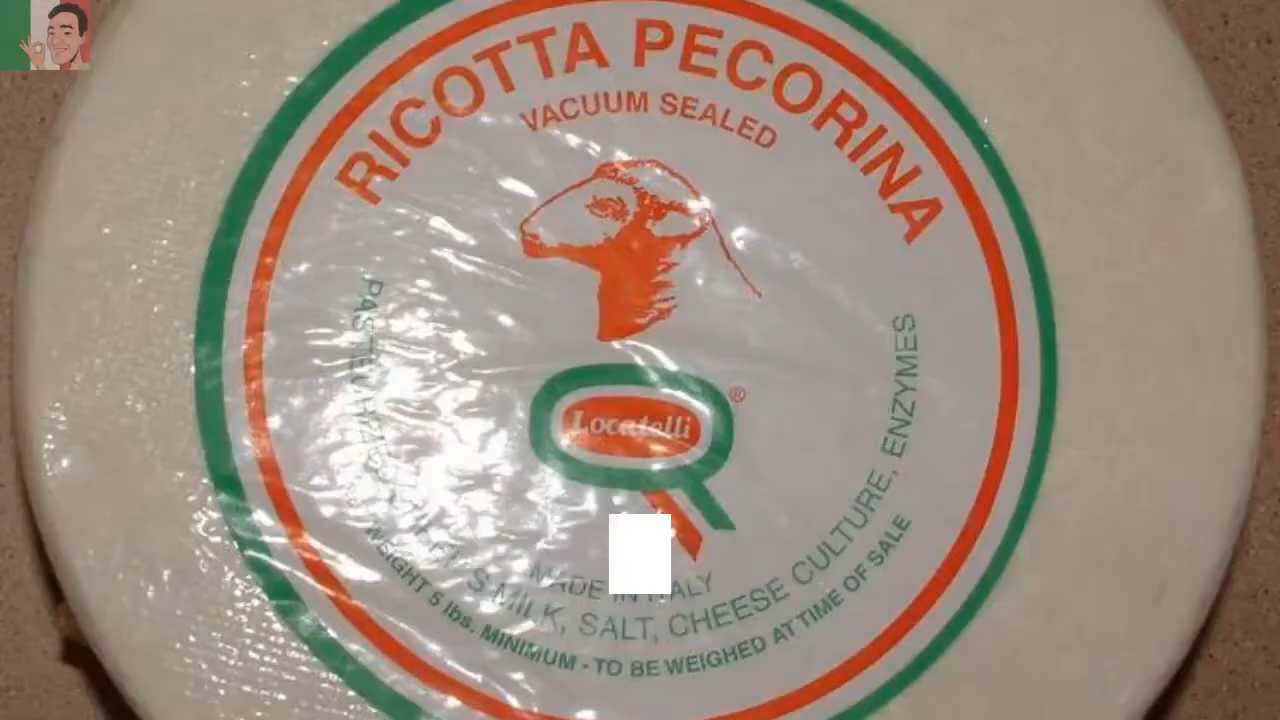 RICOTTA PECORINA
VACUUM SEALED
Locatelli
®
MADE IN ITALY
MILK, SALT, CHEESE CULTURE, ENZYMES
WEIGHT 5 lbs. MINIMUM - TO BE WEIGHED AT TIME OF SALE